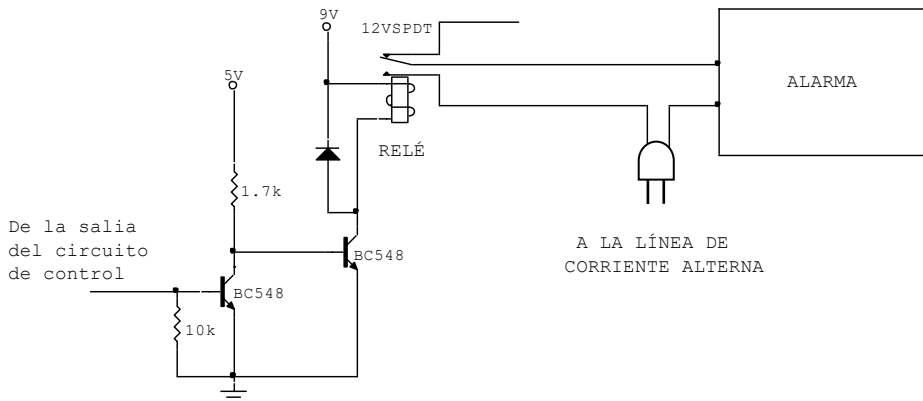 9V
12VSPDT
5V
ALARMA
RELÉ
1.7k
De la salia
del circuito
de control
BC548
A LA LÍNEA DE
CORRIENTE ALTERNA
BC548
10k